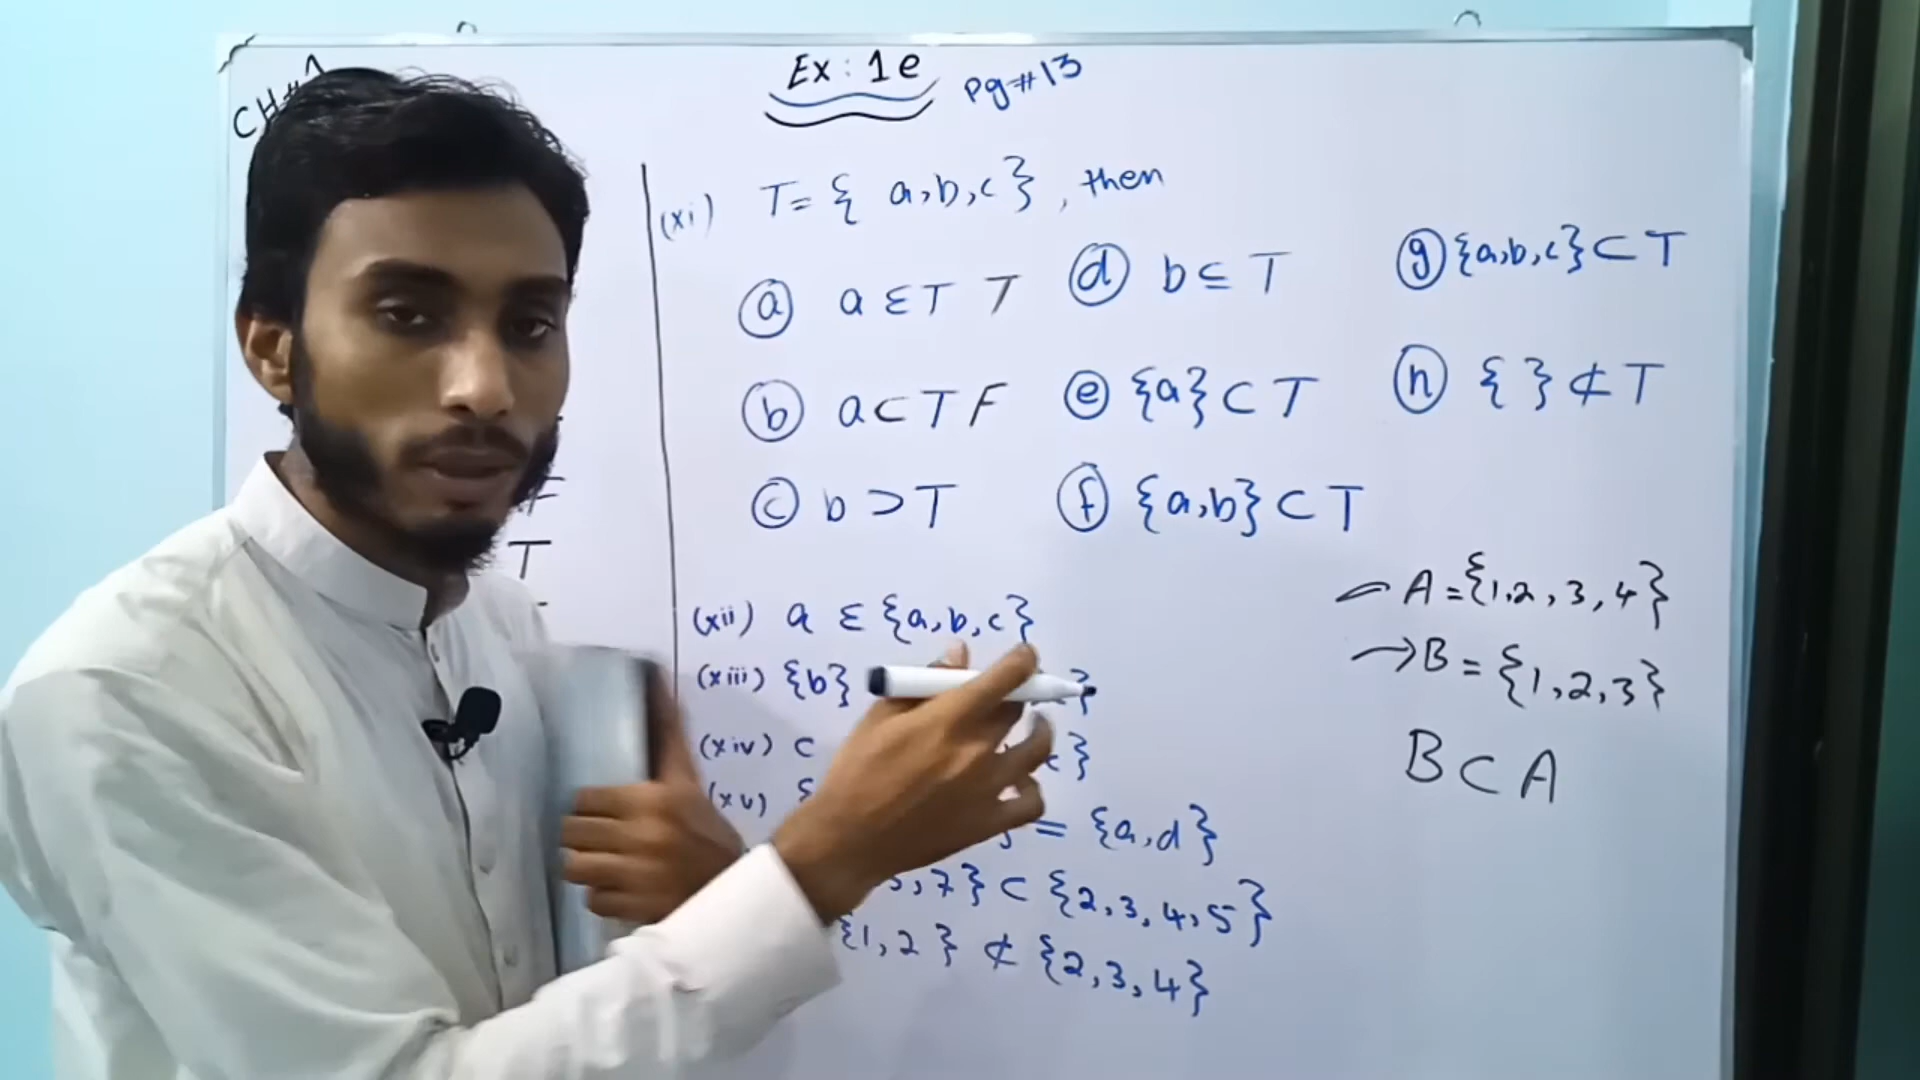 CH#1
Ex: 1e
Pg#13
(xi) T= { a,b,c} , then
ⓐ a ∈ T T
ⓑ a ⊂ T F
ⓒ b ⊃ T
ⓓ b ⊆ T
ⓔ {a} ⊂ T
ⓕ {a,b} ⊂ T
ⓖ {a,b,c} ⊂ T
ⓗ { } ⊄ T
F
T
(xii) a ∈ {a,b,c}
(xiii) {b} }
(xiv) c }
(xv) {
} = {a,d}
,7} ⊂ {2,3,4,5}
{1,2} ⊄ {2,3,4}
A = {1,2,3,4}
→ B = {1,2,3}
B ⊂ A